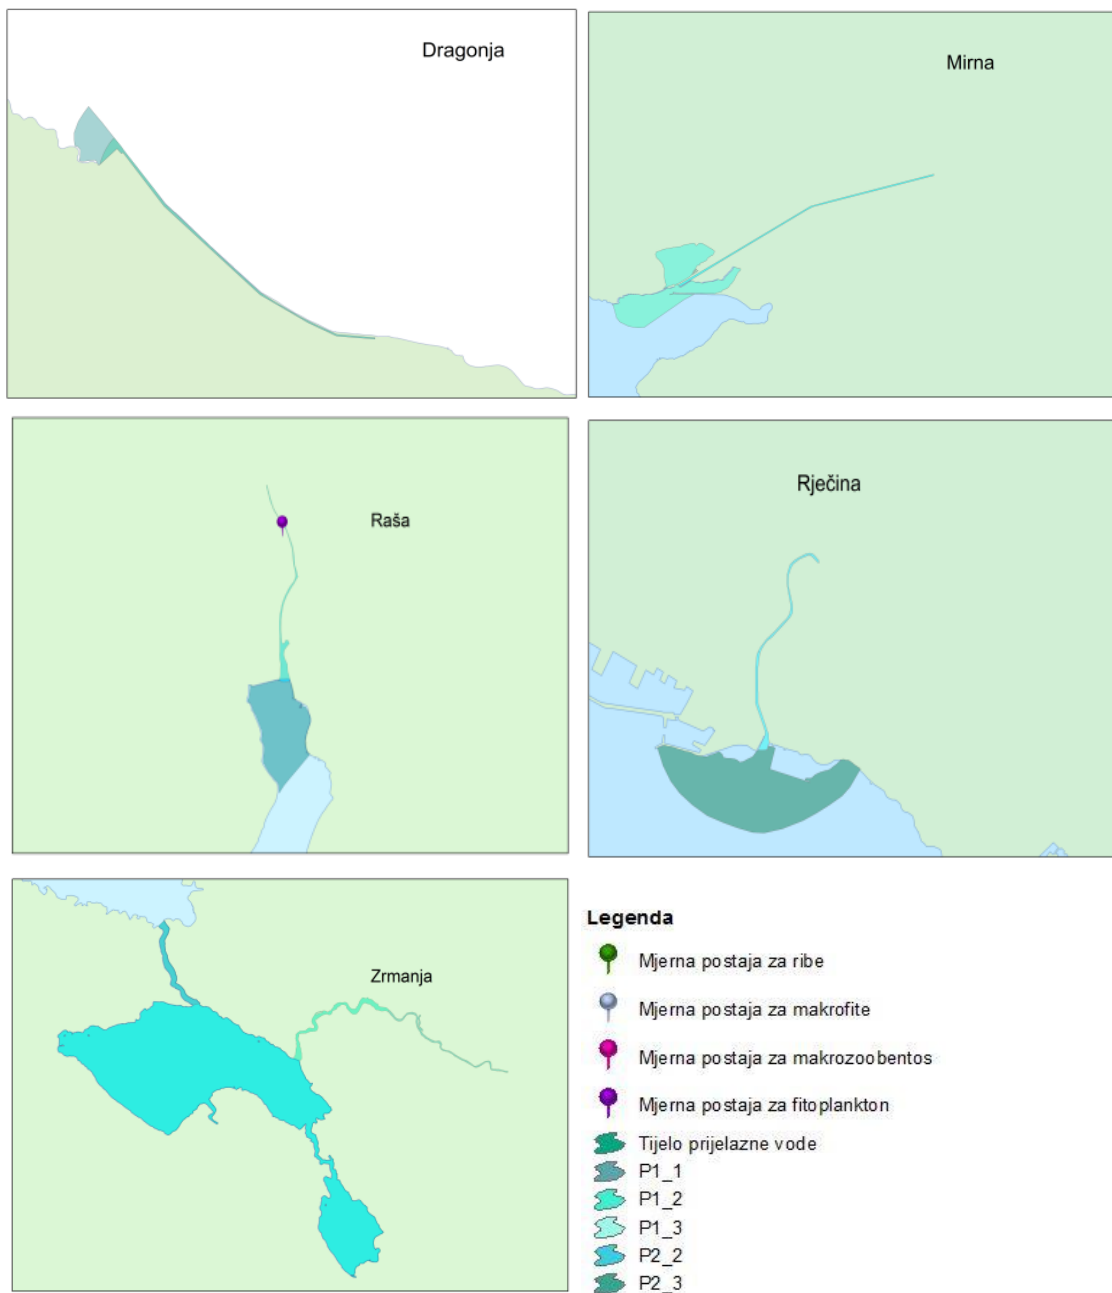 Dragonja
Mirna
Raša
Rječina
Zrmanja
Legenda
Mjerna postaja za ribe
Mjerna postaja za makrofite
Mjerna postaja za makrozoobentos
Mjerna postaja za fitoplankton
Tijelo prijelazne vode
P1_1
P1_2
P1_3
P2_2
P2_3